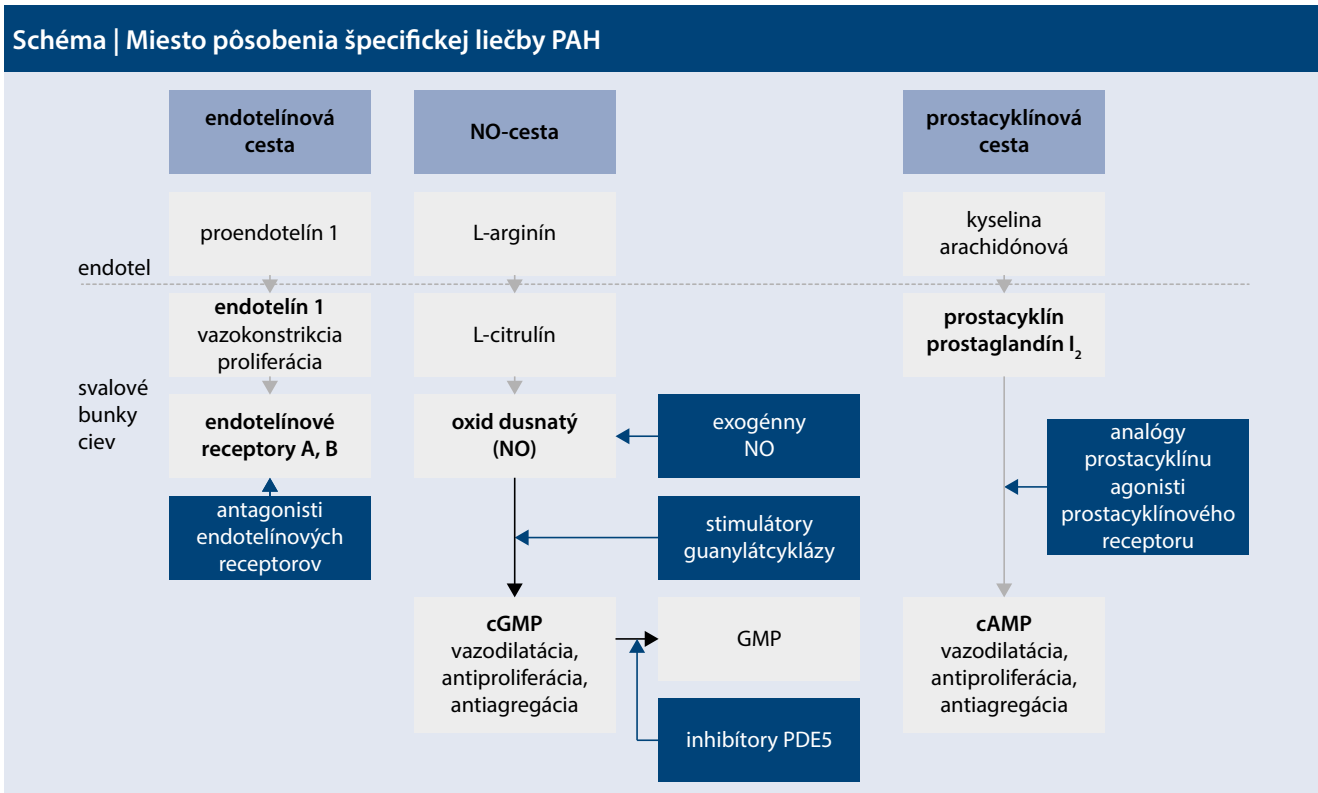 Schéma | Miesto pôsobenia špecifickej liečby PAH
endotelínová
cesta
NO-cesta
prostacyklínová
cesta
proendotelín 1
L-arginín
kyselina
arachidónová
endotel
endotelín 1
vazokonstrikcia
proliferácia
L-citrulín
prostacyklín
prostaglandín I₂
svalové
bunky
ciev
endotelínové
receptory A, B
oxid dusnatý
(NO)
exogénny
NO
analógy
prostacyklínu
agonisti
prostacyklínového
receptoru
antagonisti
endotelínových
receptorov
stimulátory
guanylátcyklázy
cGMP
vazodilatácia,
antiproliferácia,
antiagregácia
GMP
cAMP
vazodilatácia,
antiproliferácia,
antiagregácia
inhibítory PDE5